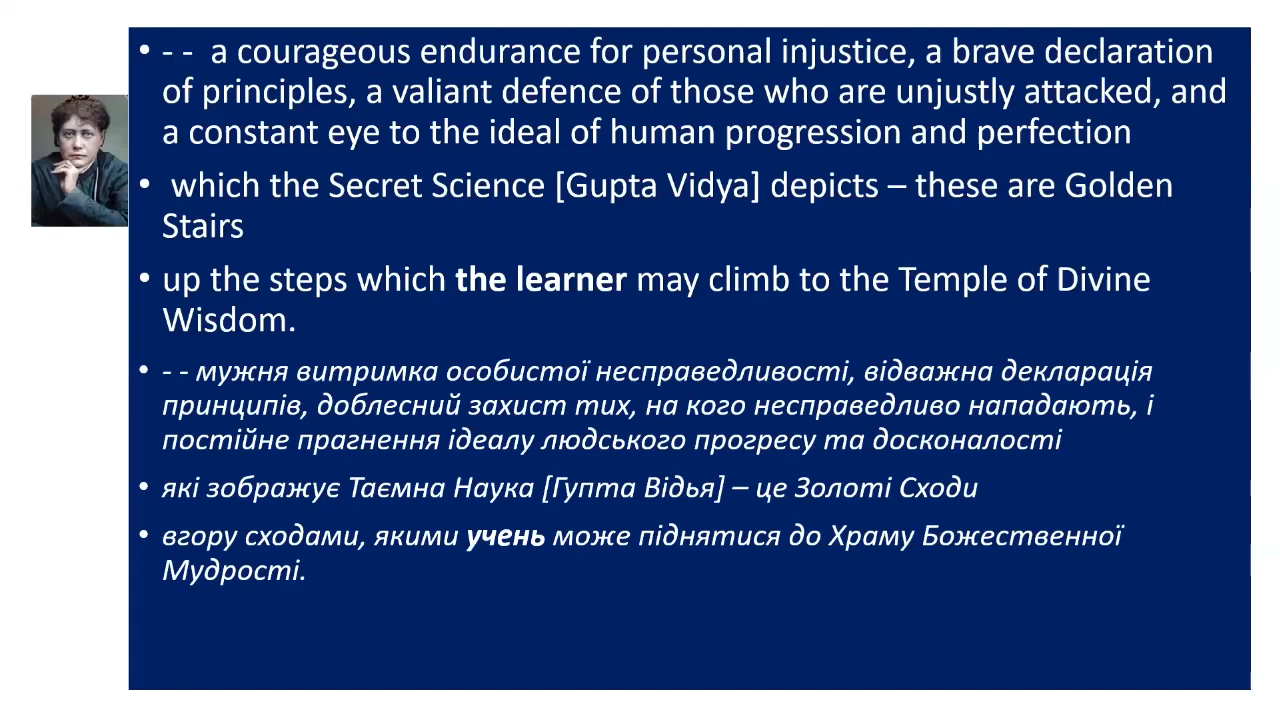 • - -  a courageous endurance for personal injustice, a brave declaration
of principles, a valiant defence of those who are unjustly attacked, and
a constant eye to the ideal of human progression and perfection
• which the Secret Science [Gupta Vidya] depicts – these are Golden
Stairs
• up the steps which the learner may climb to the Temple of Divine
Wisdom.
• - - мужня витримка особистої несправедливості, відважна декларація
принципів, доблесний захист тих, на кого несправедливо нападають, і
постійне прагнення ідеалу людського прогресу та досконалості
• які зображує Таємна Наука [Гупта Відья] – це Золоті Сходи
• вгору сходами, якими учень може піднятися до Храму Божественної
Мудрості.